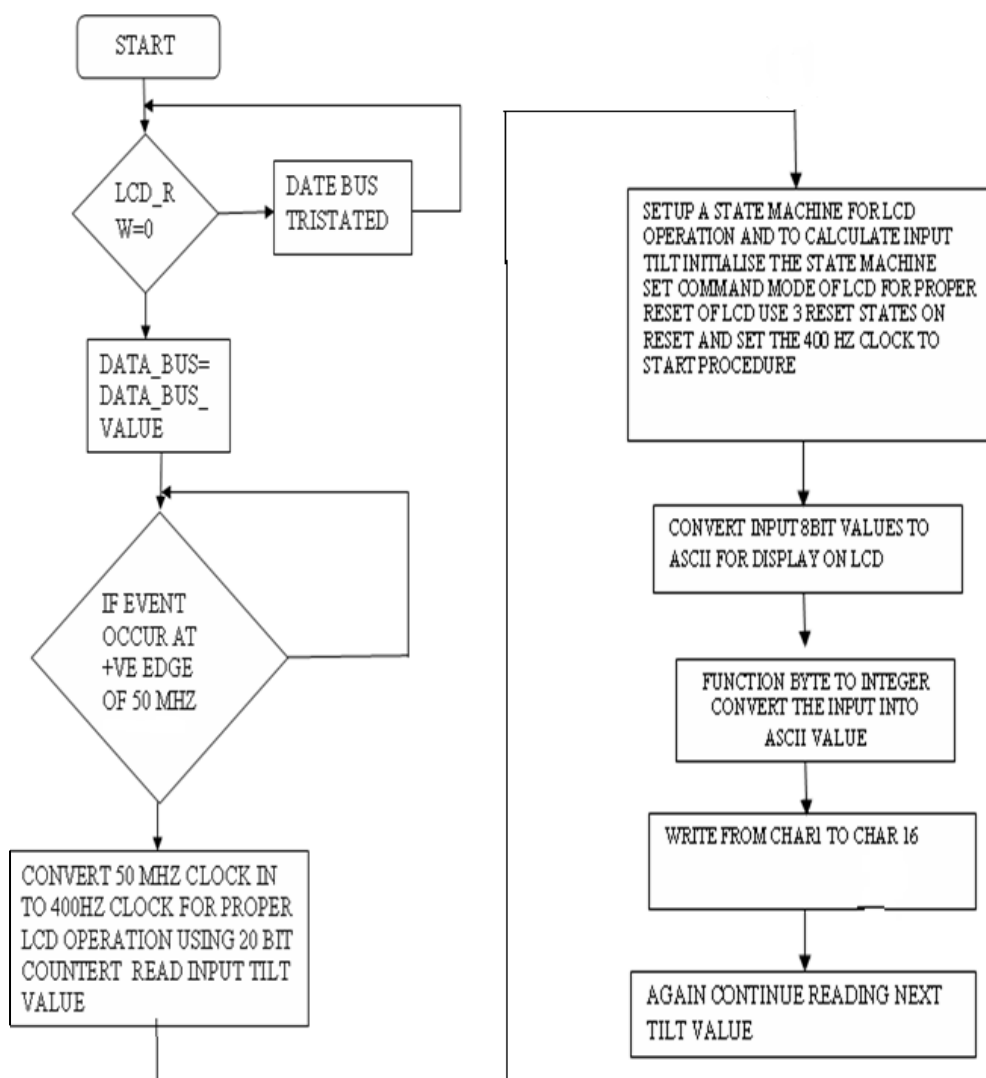 START
LCD_R
W=0
DATE BUS
TRISTATED
DATA_BUS=
DATA_BUS_
VALUE
IF EVENT
OCCUR AT
+VE EDGE
OF 50 MHZ
CONVERT 50 MHZ CLOCK IN
TO 400HZ CLOCK FOR PROPER
LCD OPERATION USING 20 BIT
COUNTERT READ INPUT TILT
VALUE
SETUP A STATE MACHINE FOR LCD
OPERATION AND TO CALCULATE INPUT
TILT INITIALISE THE STATE MACHINE
SET COMMAND MODE OF LCD FOR PROPER
RESET OF LCD USE 3 RESET STATES ON
RESET AND SET THE 400 HZ CLOCK TO
START PROCEDURE
CONVERT INPUT 8BIT VALUES TO
ASCII FOR DISPLAY ON LCD
FUNCTION BYTE TO INTEGER
CONVERT THE INPUT INTO
ASCII VALUE
WRITE FROM CHAR1 TO CHAR 16
AGAIN CONTINUE READING NEXT
TILT VALUE